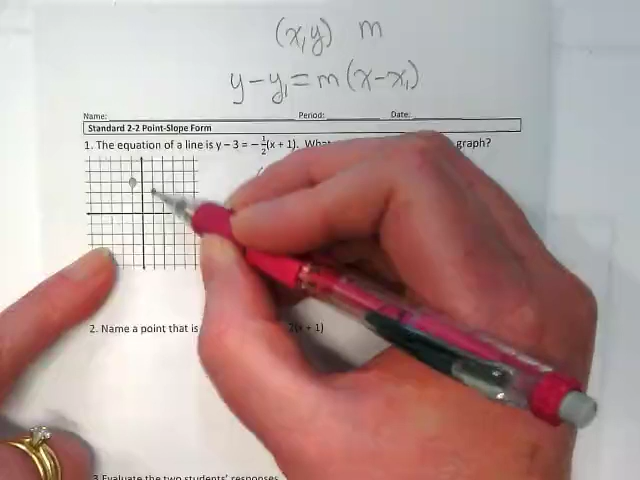 (x, y) m
y - y₁ = m(x - x₁)
Name: Period: Date:
Standard 2-2 Point-Slope Form
1. The equation of a line is y – 3 = –½(x + 1). graph?
2. Name a point that is (x + 1)
3. Evaluate the two students' responses